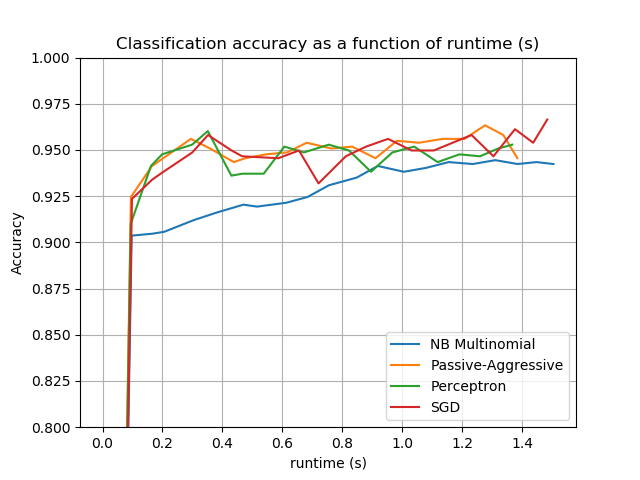 Classification accuracy as a function of runtime (s)
1.000
0.975
0.950
0.925
0.900
0.875
0.850
0.825
0.800
Accuracy
NB Multinomial
Passive-Aggressive
Perceptron
SGD
0.0 0.2 0.4 0.6 0.8 1.0 1.2 1.4
runtime (s)